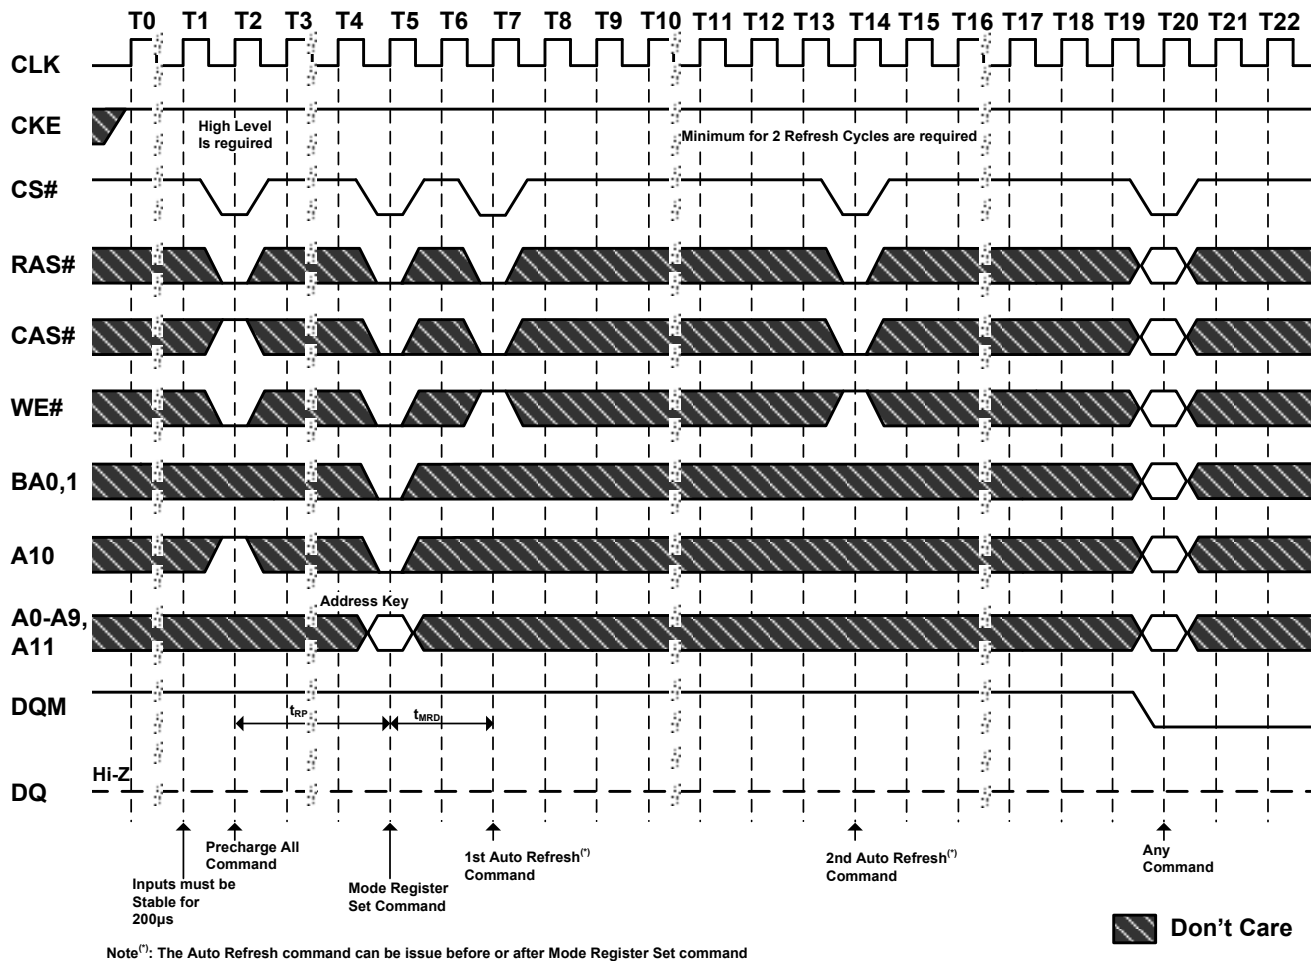 T0 T1 T2 T3 T4 T5 T6 T7 T8 T9 T10 T11 T12 T13 T14 T15 T16 T17 T18 T19 T20 T21 T22
CLK
CKE
High Level
Is reguired
Minimum for 2 Refresh Cycles are required
CS#
RAS#
CAS#
WE#
BA0,1
A10
Address Key
A0-A9,
A11
DQM
tRP
tMRD
Hi-Z
DQ
Inputs must be
Stable for
200µs
Precharge All
Command
Mode Register
Set Command
1st Auto Refresh(*)
Command
2nd Auto Refresh(*)
Command
Any
Command
Don't Care
Note(*): The Auto Refresh command can be issue before or after Mode Register Set command